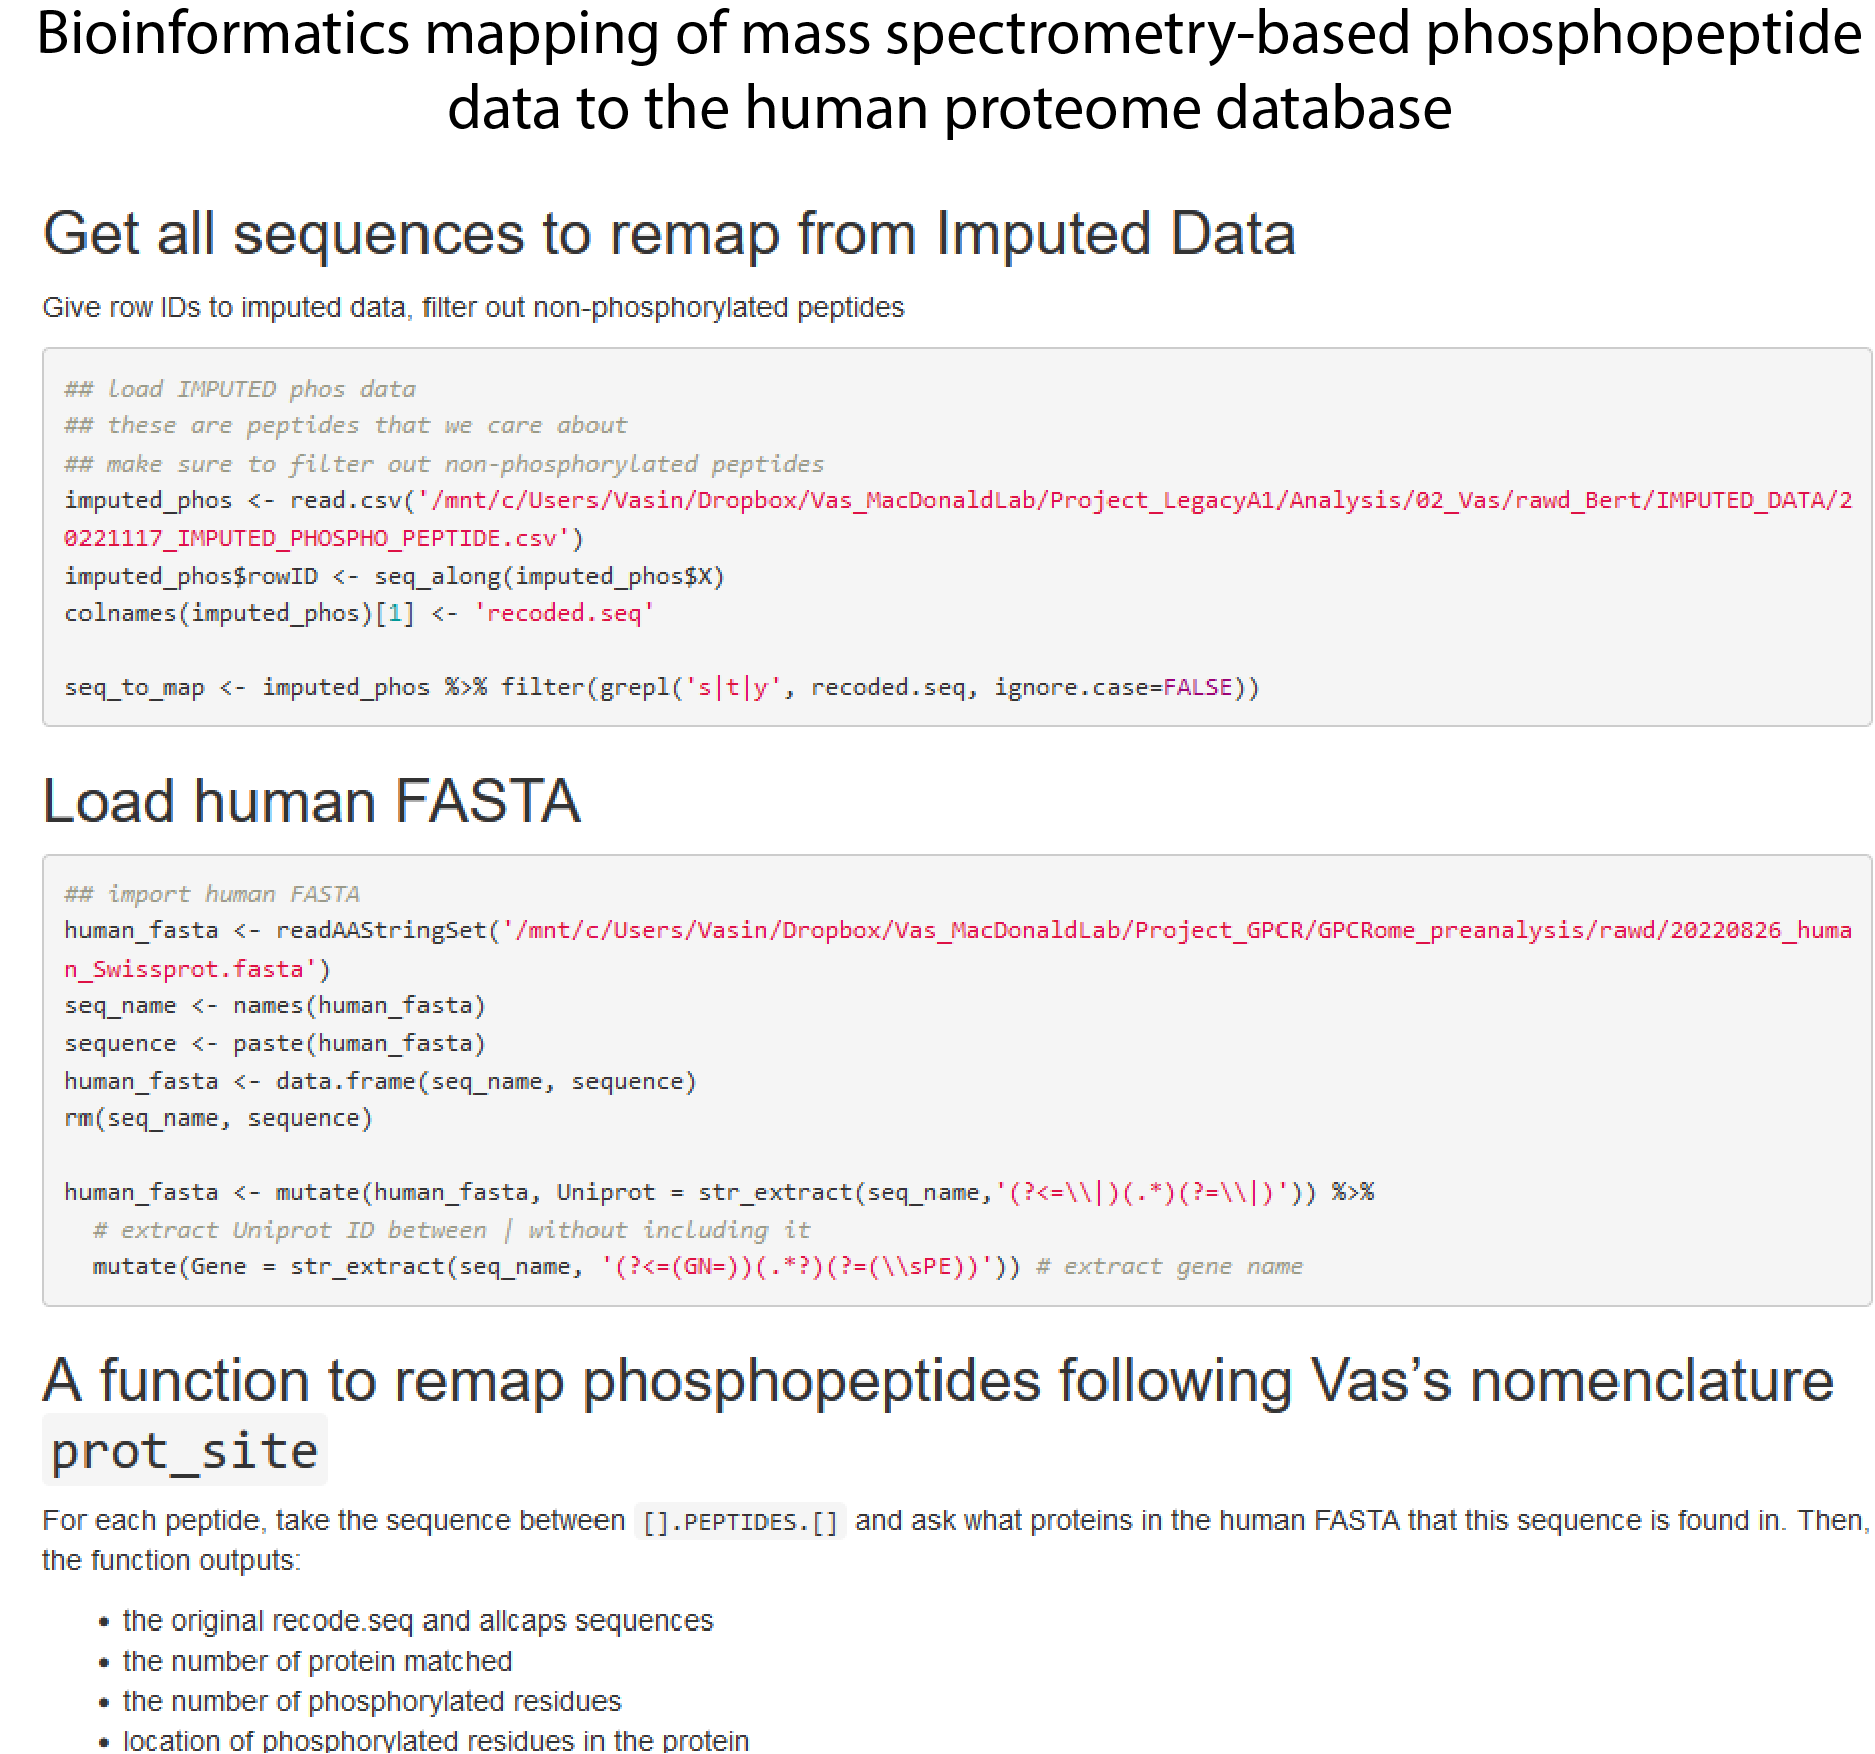 Bioinformatics mapping of mass spectrometry-based phosphopeptide
data to the human proteome database
Get all sequences to remap from Imputed Data
Give row IDs to imputed data, filter out non-phosphorylated peptides
## load IMPUTED phos data
## these are peptides that we care about
## make sure to filter out non-phosphorylated peptides
imputed_phos <- read.csv('/mnt/c/Users/Vasin/Dropbox/Vas_MacDonaldLab/Project_LegacyA1/Analysis/02_Vas/rawd_Bert/IMPUTED_DATA/2
0221117_IMPUTED_PHOSPHO_PEPTIDE.csv')
imputed_phos$rowID <- seq_along(imputed_phos$X)
colnames(imputed_phos)[1] <- 'recoded.seq'
seq_to_map <- imputed_phos %>% filter(grepl('s|t|y', recoded.seq, ignore.case=FALSE))
Load human FASTA
## import human FASTA
human_fasta <- readAAStringSet('/mnt/c/Users/Vasin/Dropbox/Vas_MacDonaldLab/Project_GPCR/GPCRome_preanalysis/rawd/20220826_huma
n_Swissprot.fasta')
seq_name <- names(human_fasta)
sequence <- paste(human_fasta)
human_fasta <- data.frame(seq_name, sequence)
rm(seq_name, sequence)
human_fasta <- mutate(human_fasta, Uniprot = str_extract(seq_name,'(?<=\\|)(.*)(?=\\|)')) %>%
# extract Uniprot ID between | without including it
mutate(Gene = str_extract(seq_name, '(?<=(GN=))(.*?)(?=(\\sPE))')) # extract gene name
A function to remap phosphopeptides following Vas’s nomenclature
prot_site
For each peptide, take the sequence between [].PEPTIDES.[] and ask what proteins in the human FASTA that this sequence is found in. Then,
the function outputs:
• the original recode.seq and allcaps sequences
• the number of protein matched
• the number of phosphorylated residues
• location of phosphorylated residues in the protein